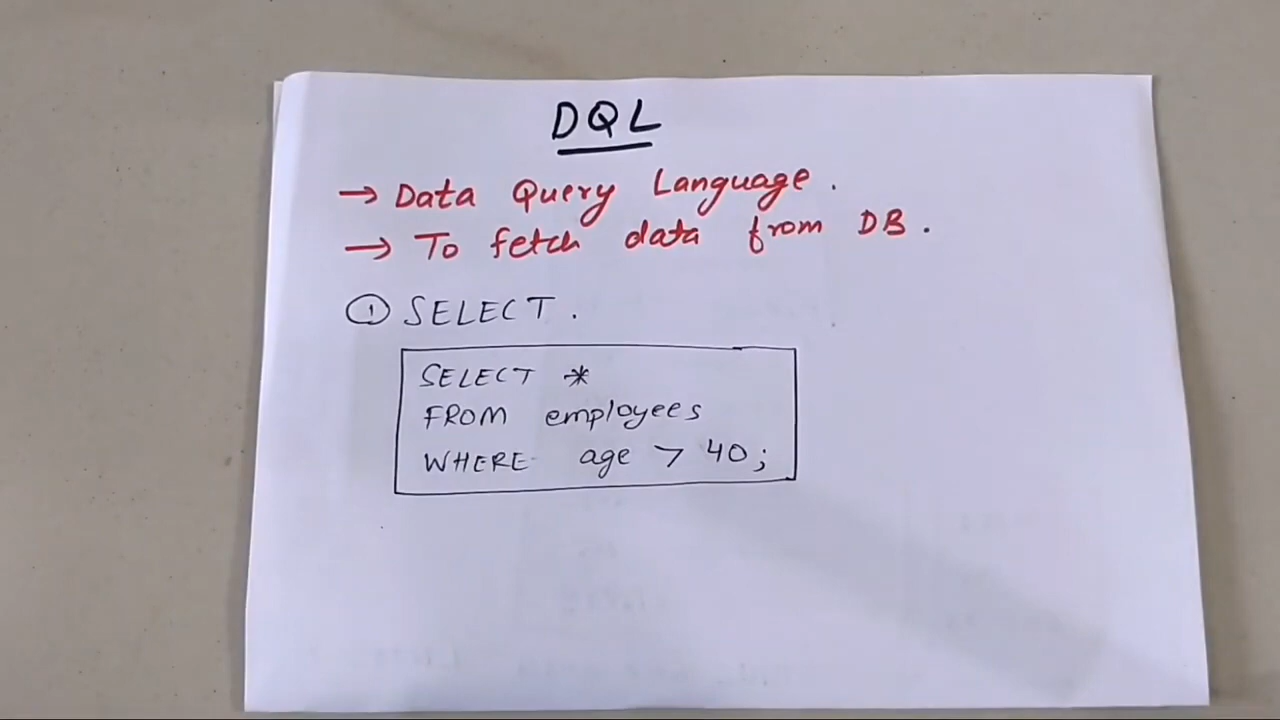 DQL
→ Data Query Language.
→ To fetch data from DB.
① SELECT.
SELECT *
FROM employees
WHERE age > 40;